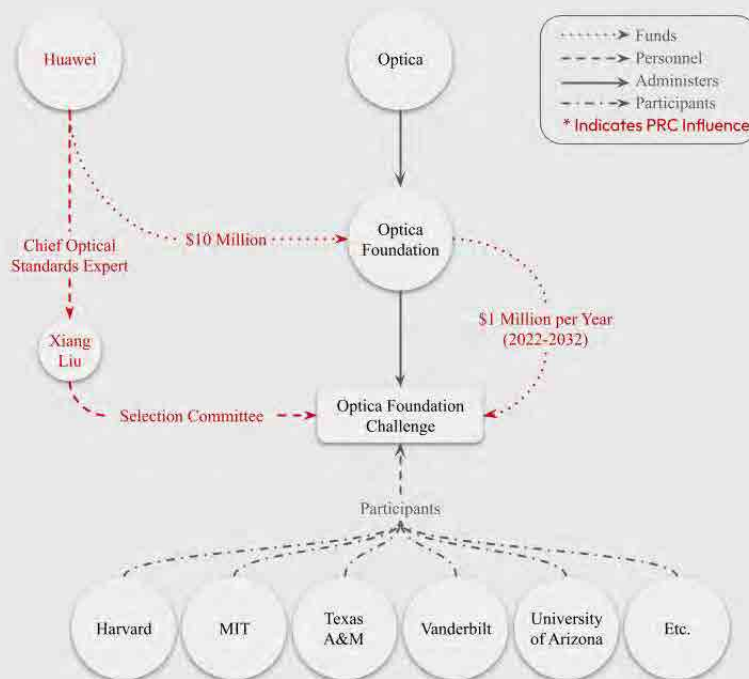 Huawei
Optica
Funds
Personnel
Administers
Participants
* Indicates PRC Influence
Chief Optical
Standards Expert
$10 Million
Optica
Foundation
$1 Million per Year
(2022-2032)
Xiang
Liu
Selection Committee
Optica Foundation
Challenge
Participants
Harvard
MIT
Texas
A&M
Vanderbilt
University
of Arizona
Etc.